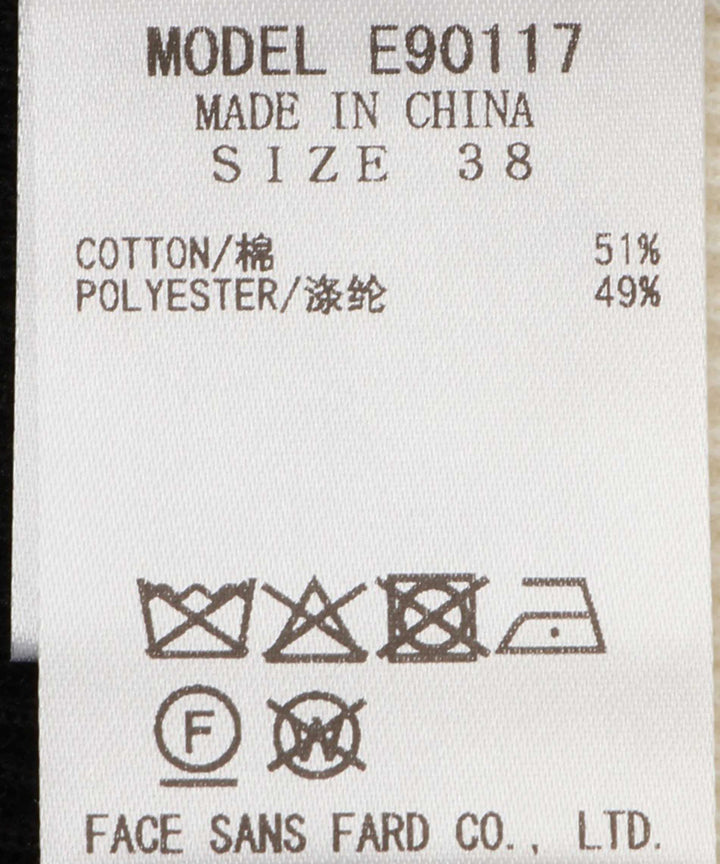 MODEL E90117
MADE IN CHINA
SIZE 38
COTTON/棉 51%
POLYESTER/涤纶 49%
F W
FACE SANS FARD CO., LTD.